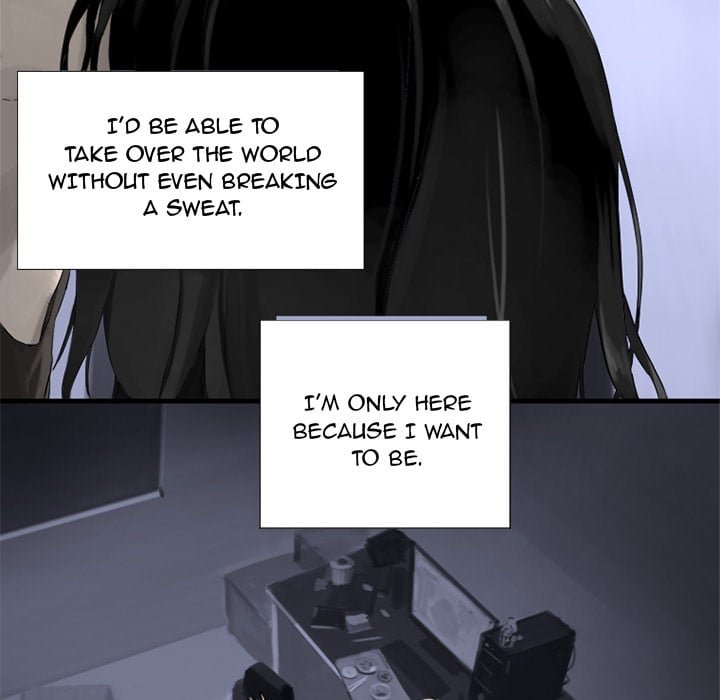 I'D BE ABLE TO
TAKE OVER THE WORLD
WITHOUT EVEN BREAKING
A SWEAT.
I'M ONLY HERE
BECAUSE I WANT
TO BE.